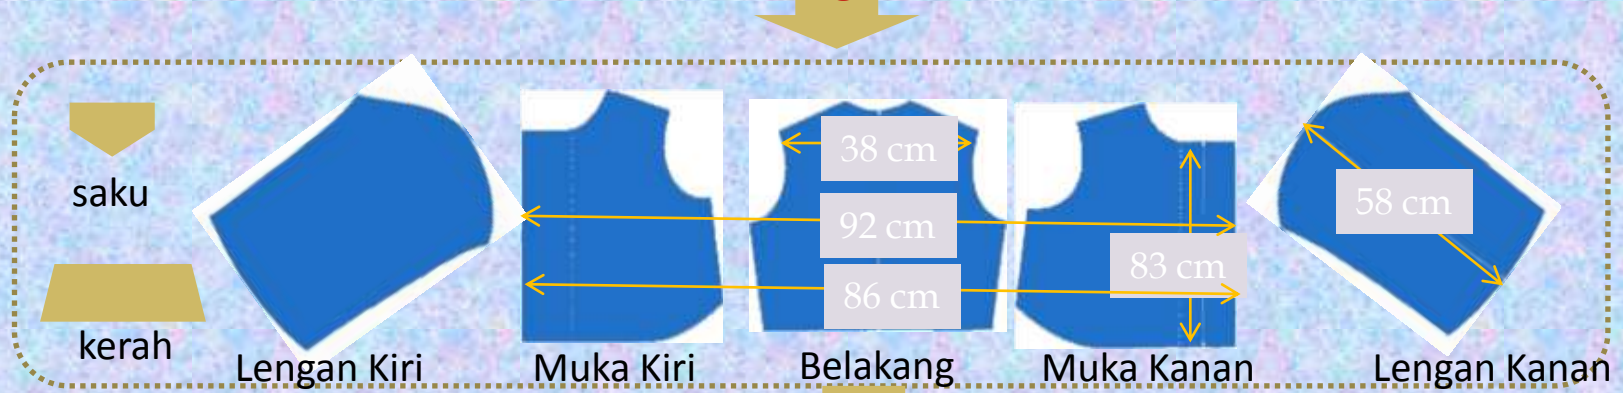 saku
kerah
Lengan Kiri
Muka Kiri
38 cm
92 cm
86 cm
Belakang
83 cm
Muka Kanan
58 cm
Lengan Kanan